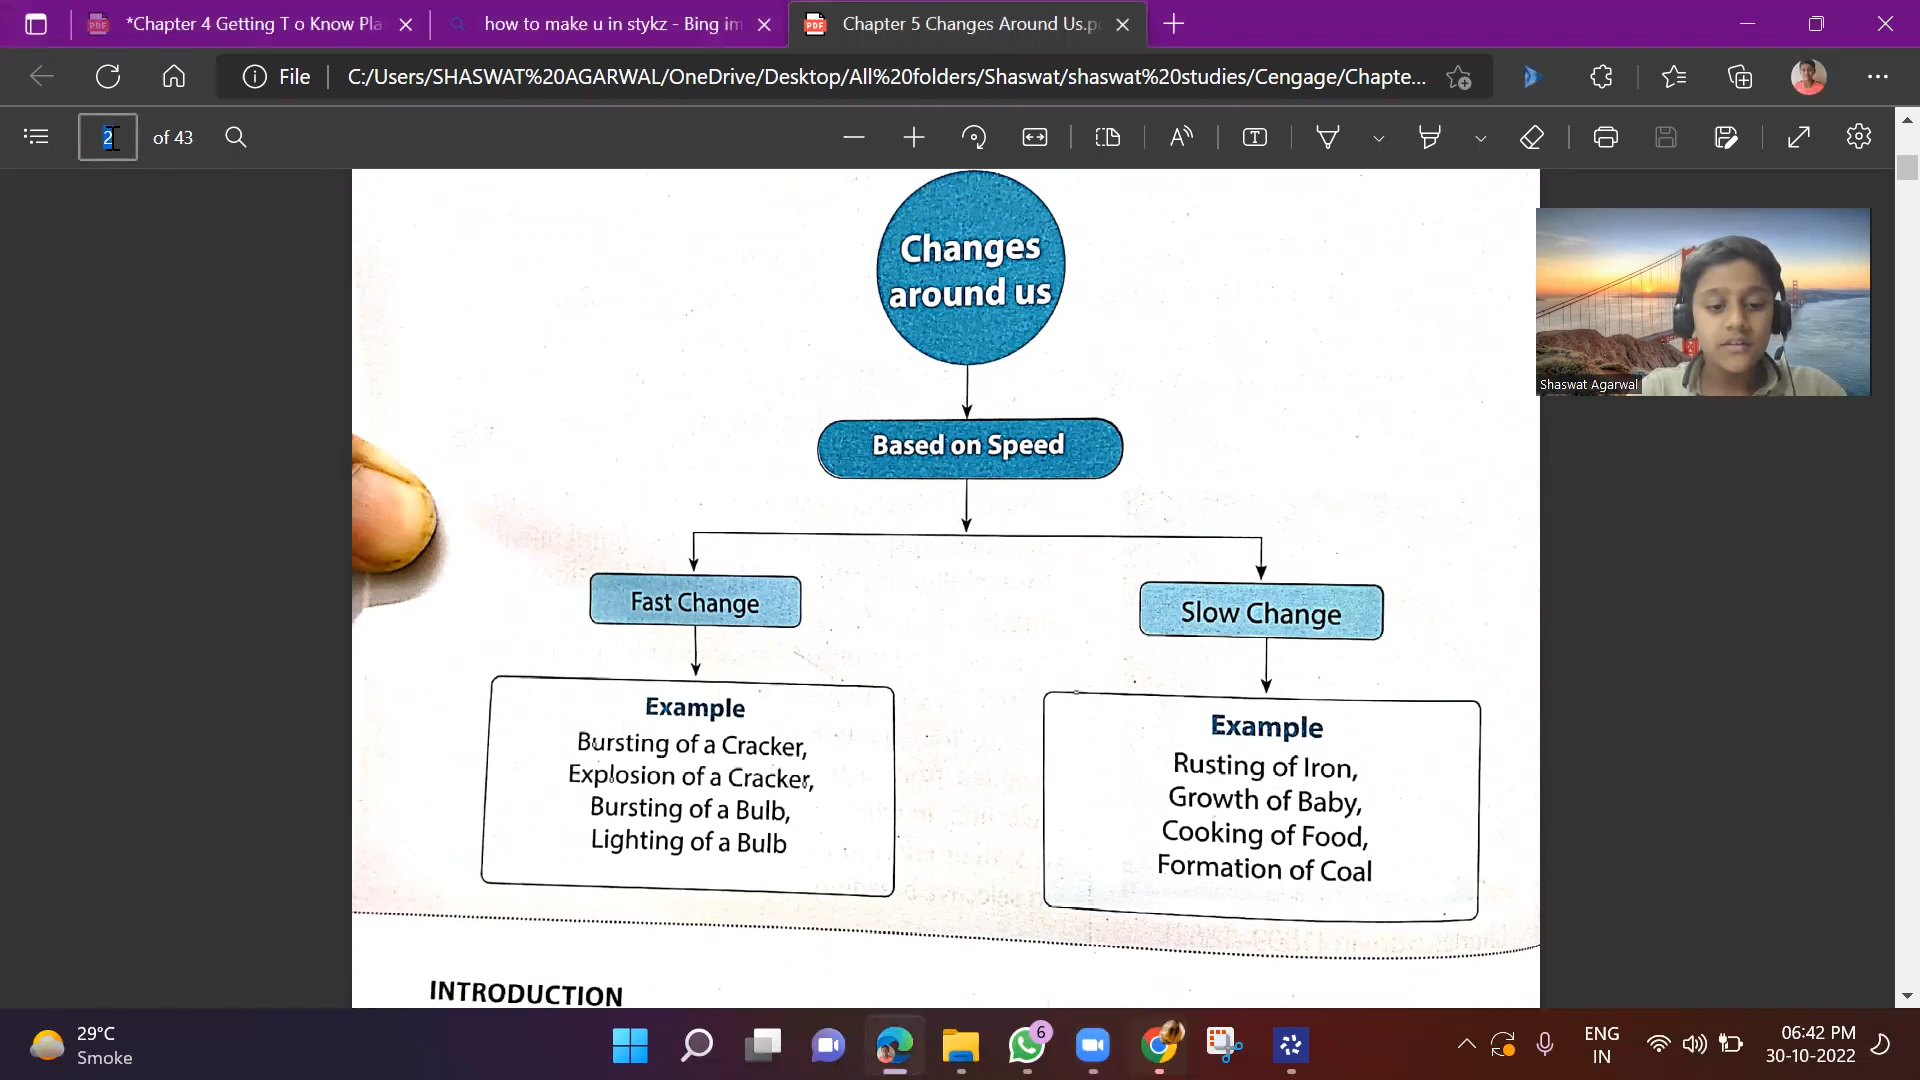 *Chapter 4 Getting T o Know Pla
how to make u in stykz - Bing im
Chapter 5 Changes Around Us.p
File
C:/Users/SHASWAT%20AGARWAL/OneDrive/Desktop/All%20folders/Shaswat/shaswat%20studies/Cengage/Chapte...
2
of 43
Changes
around us
Based on Speed
Fast Change
Slow Change
Example
Bursting of a Cracker,
Explosion of a Cracker,
Bursting of a Bulb,
Lighting of a Bulb
Example
Rusting of Iron,
Growth of Baby,
Cooking of Food,
Formation of Coal
INTRODUCTION
Shaswat Agarwal
29°C
Smoke
6
ENG
IN
06:42 PM
30-10-2022